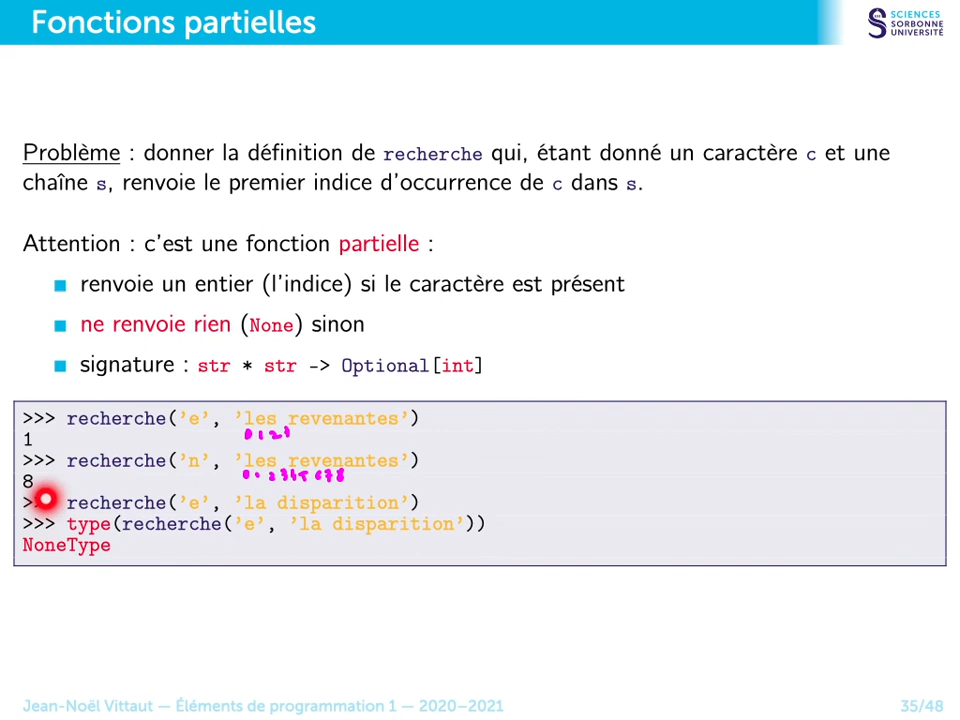 Fonctions partielles
SCIENCES
SORBONNE
UNIVERSITÉ
Problème : donner la définition de recherche qui, étant donné un caractère c et une
chaîne s, renvoie le premier indice d'occurrence de c dans s.
Attention : c'est une fonction partielle :
renvoie un entier (l'indice) si le caractère est présent
ne renvoie rien (None) sinon
signature : str * str -> Optional[int]
>>> recherche('e', 'les revenantes')
1
>>> recherche('n', 'les revenantes')
8
recherche('e', 'la disparition')
>>> type(recherche('e', 'la disparition'))
NoneType
Jean-Noël Vittaut — Éléments de programmation 1 — 2020–2021
35/48